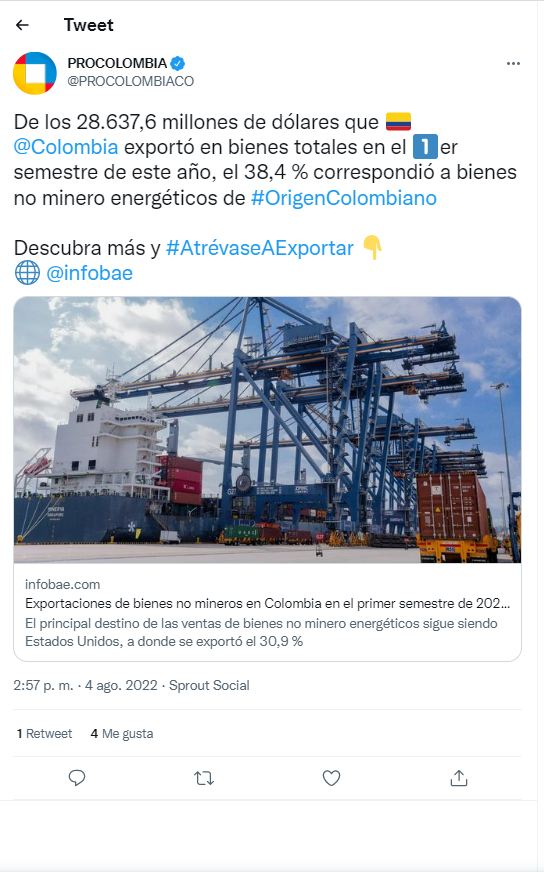 Tweet
PROCOLOMBIA
@PROCOLOMBIACO
De los 28.637,6 millones de dólares que 🇨🇴
@Colombia exportó en bienes totales en el 1️⃣er
semestre de este año, el 38,4 % correspondió a bienes
no minero energéticos de #OrigenColombiano
Descubra más y #AtrévaseAExportar 👇
🌐 @infobae
infobae.com
Exportaciones de bienes no mineros en Colombia en el primer semestre de 202...
El principal destino de las ventas de bienes no minero energéticos sigue siendo
Estados Unidos, a donde se exportó el 30,9 %
2:57 p. m. · 4 ago. 2022 · Sprout Social
1 Retweet 4 Me gusta